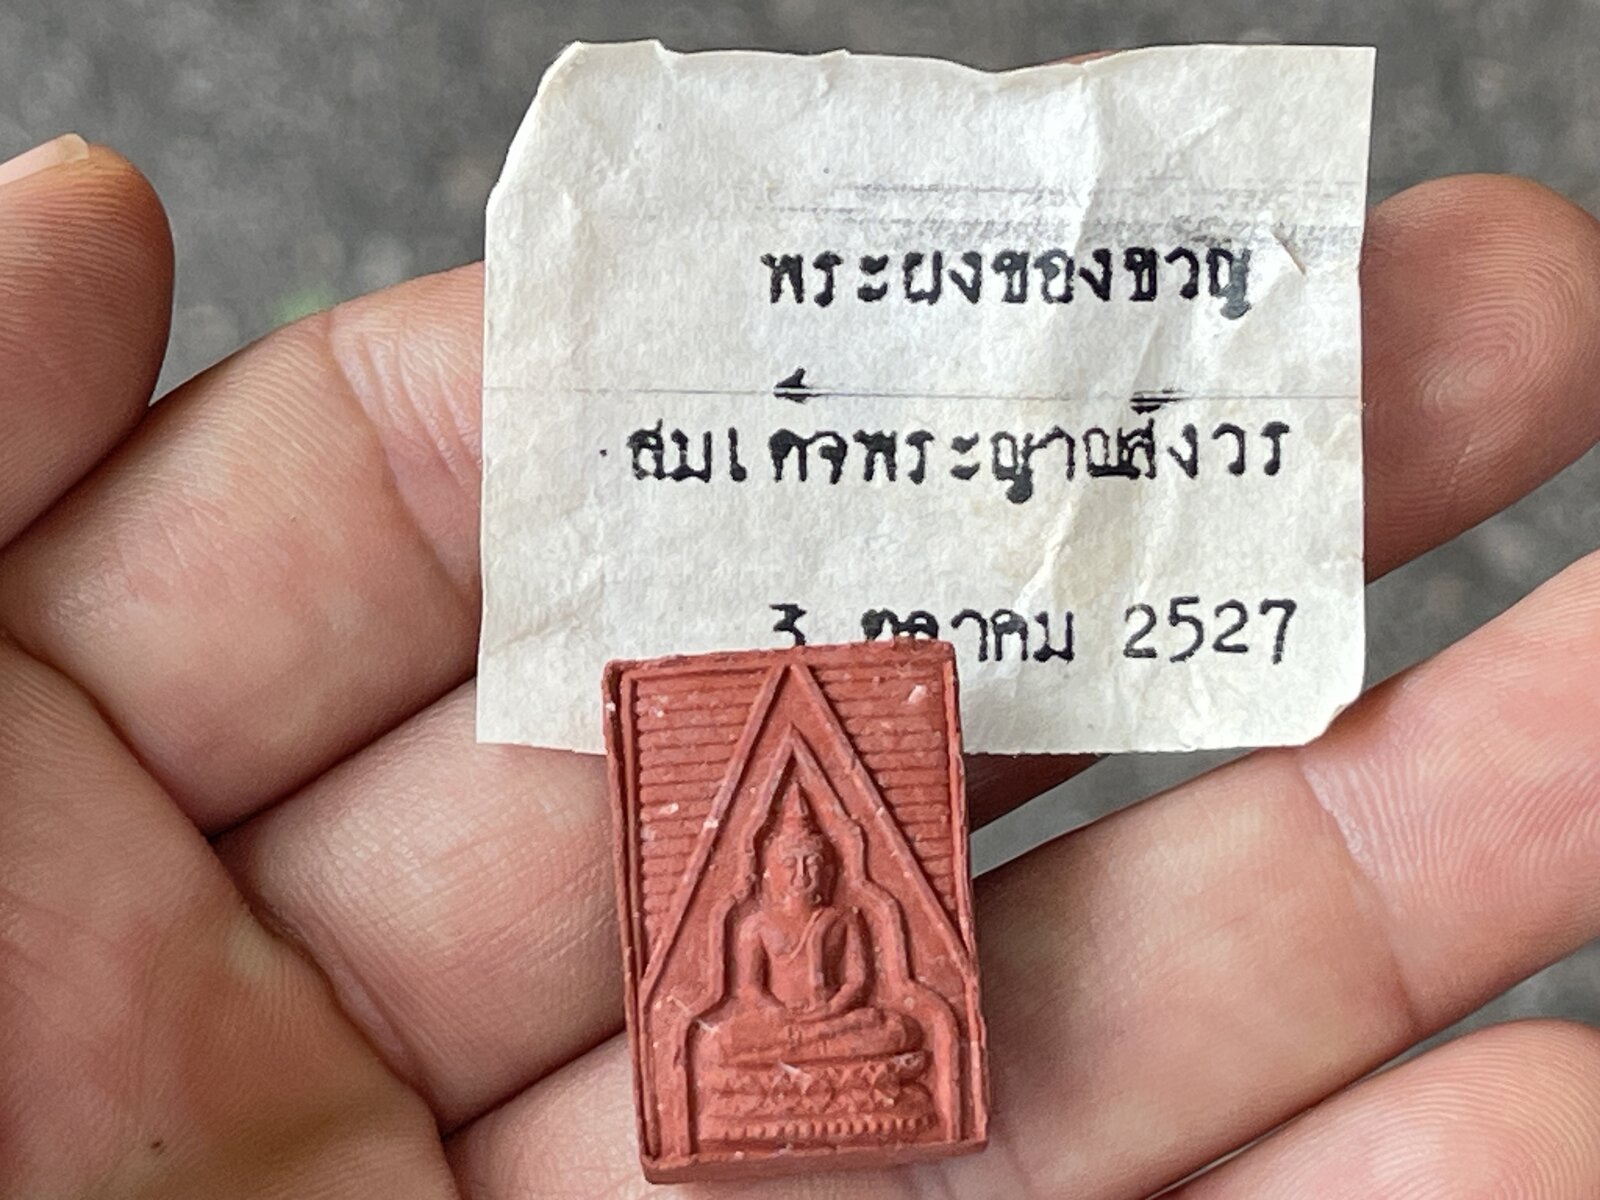 พระผงของขวัญ
สมเด็จพระญาณสังวร
3 ตุลาคม 2527